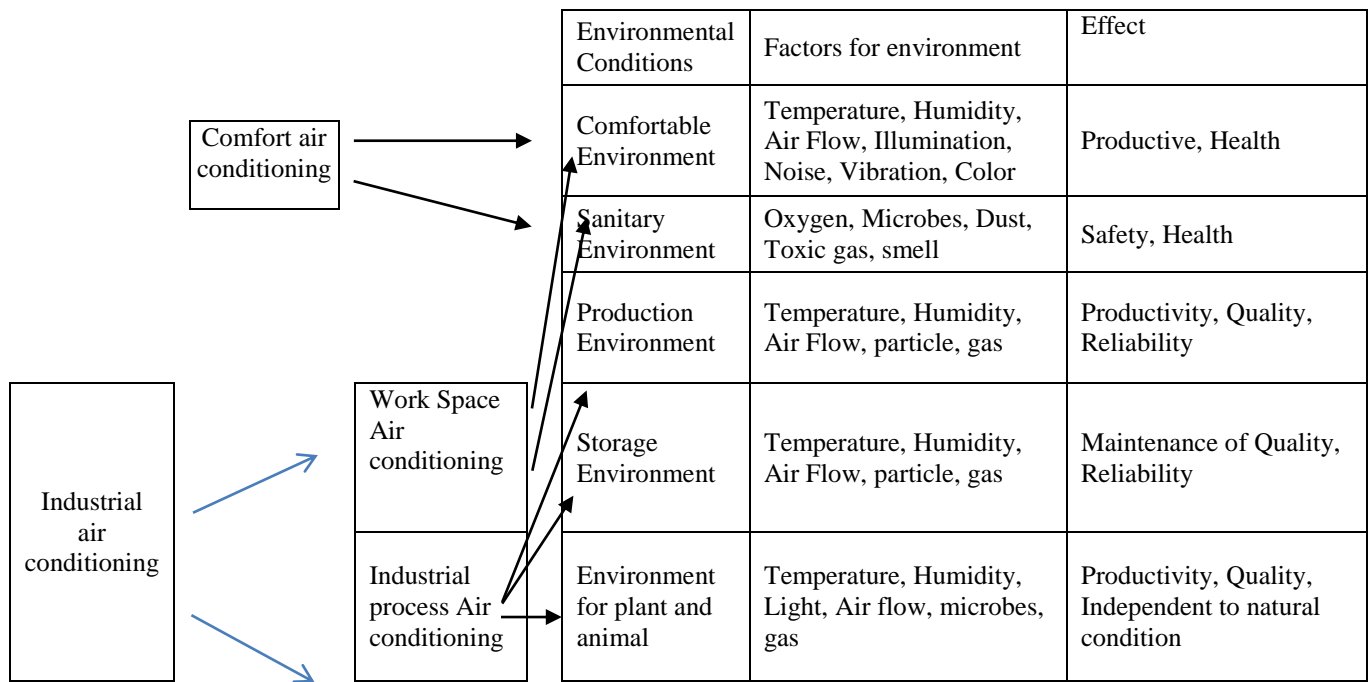 Environmental
Conditions
Factors for environment
Effect
Comfort air
conditioning
Comfortable
Environment
Temperature, Humidity,
Air Flow, Illumination,
Noise, Vibration, Color
Productive, Health
Sanitary
Environment
Oxygen, Microbes, Dust,
Toxic gas, smell
Safety, Health
Production
Environment
Temperature, Humidity,
Air Flow, particle, gas
Productivity, Quality,
Reliability
Industrial
air
conditioning
Work Space
Air
conditioning
Storage
Environment
Temperature, Humidity,
Air Flow, particle, gas
Maintenance of Quality,
Reliability
Industrial
process Air
conditioning
Environment
for plant and
animal
Temperature, Humidity,
Light, Air flow, microbes,
gas
Productivity, Quality,
Independent to natural
condition